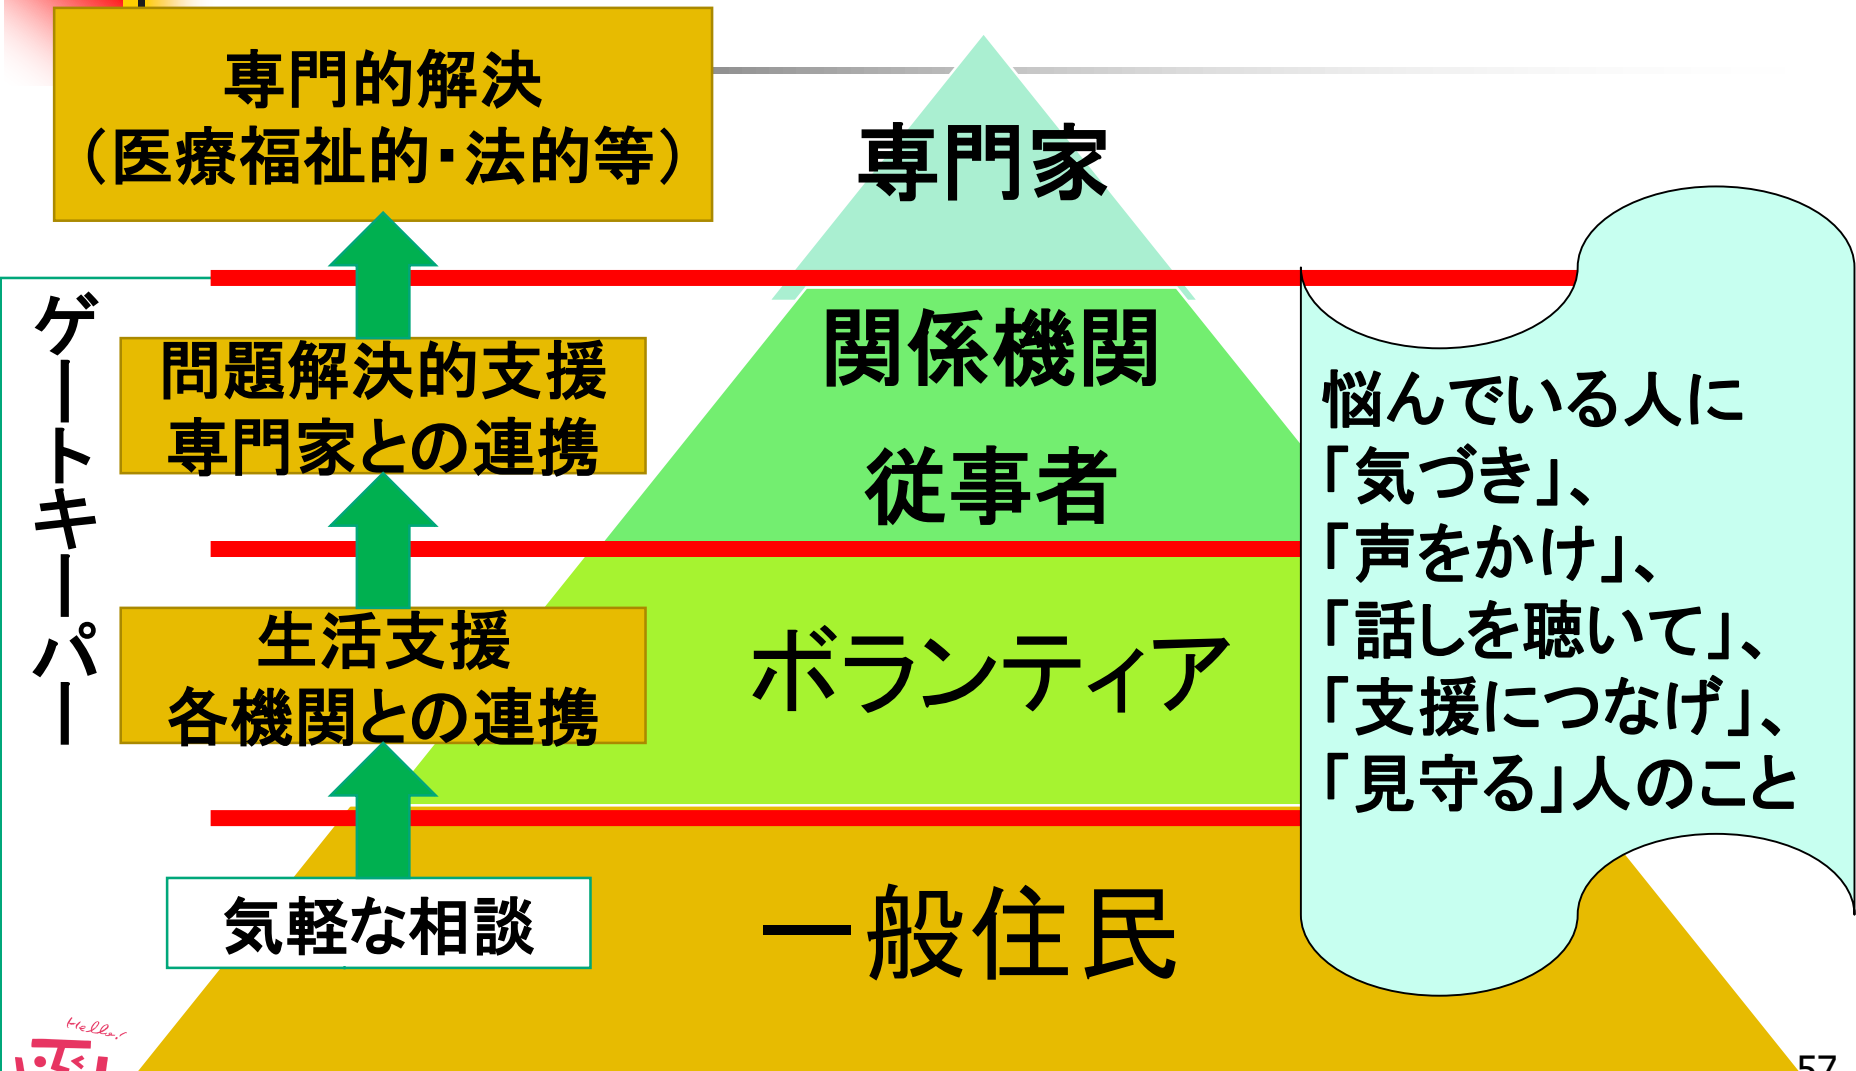 専門的解決
（医療福祉的・法的等）
専門家
ゲートキーパー
問題解決的支援
専門家との連携
関係機関
従事者
生活支援
各機関との連携
ボランティア
気軽な相談
一般住民
悩んでいる人に
「気づき」、
「声をかけ」、
「話しを聴いて」、
「支援につなげ」、
「見守る」人のこと
Hello!
57